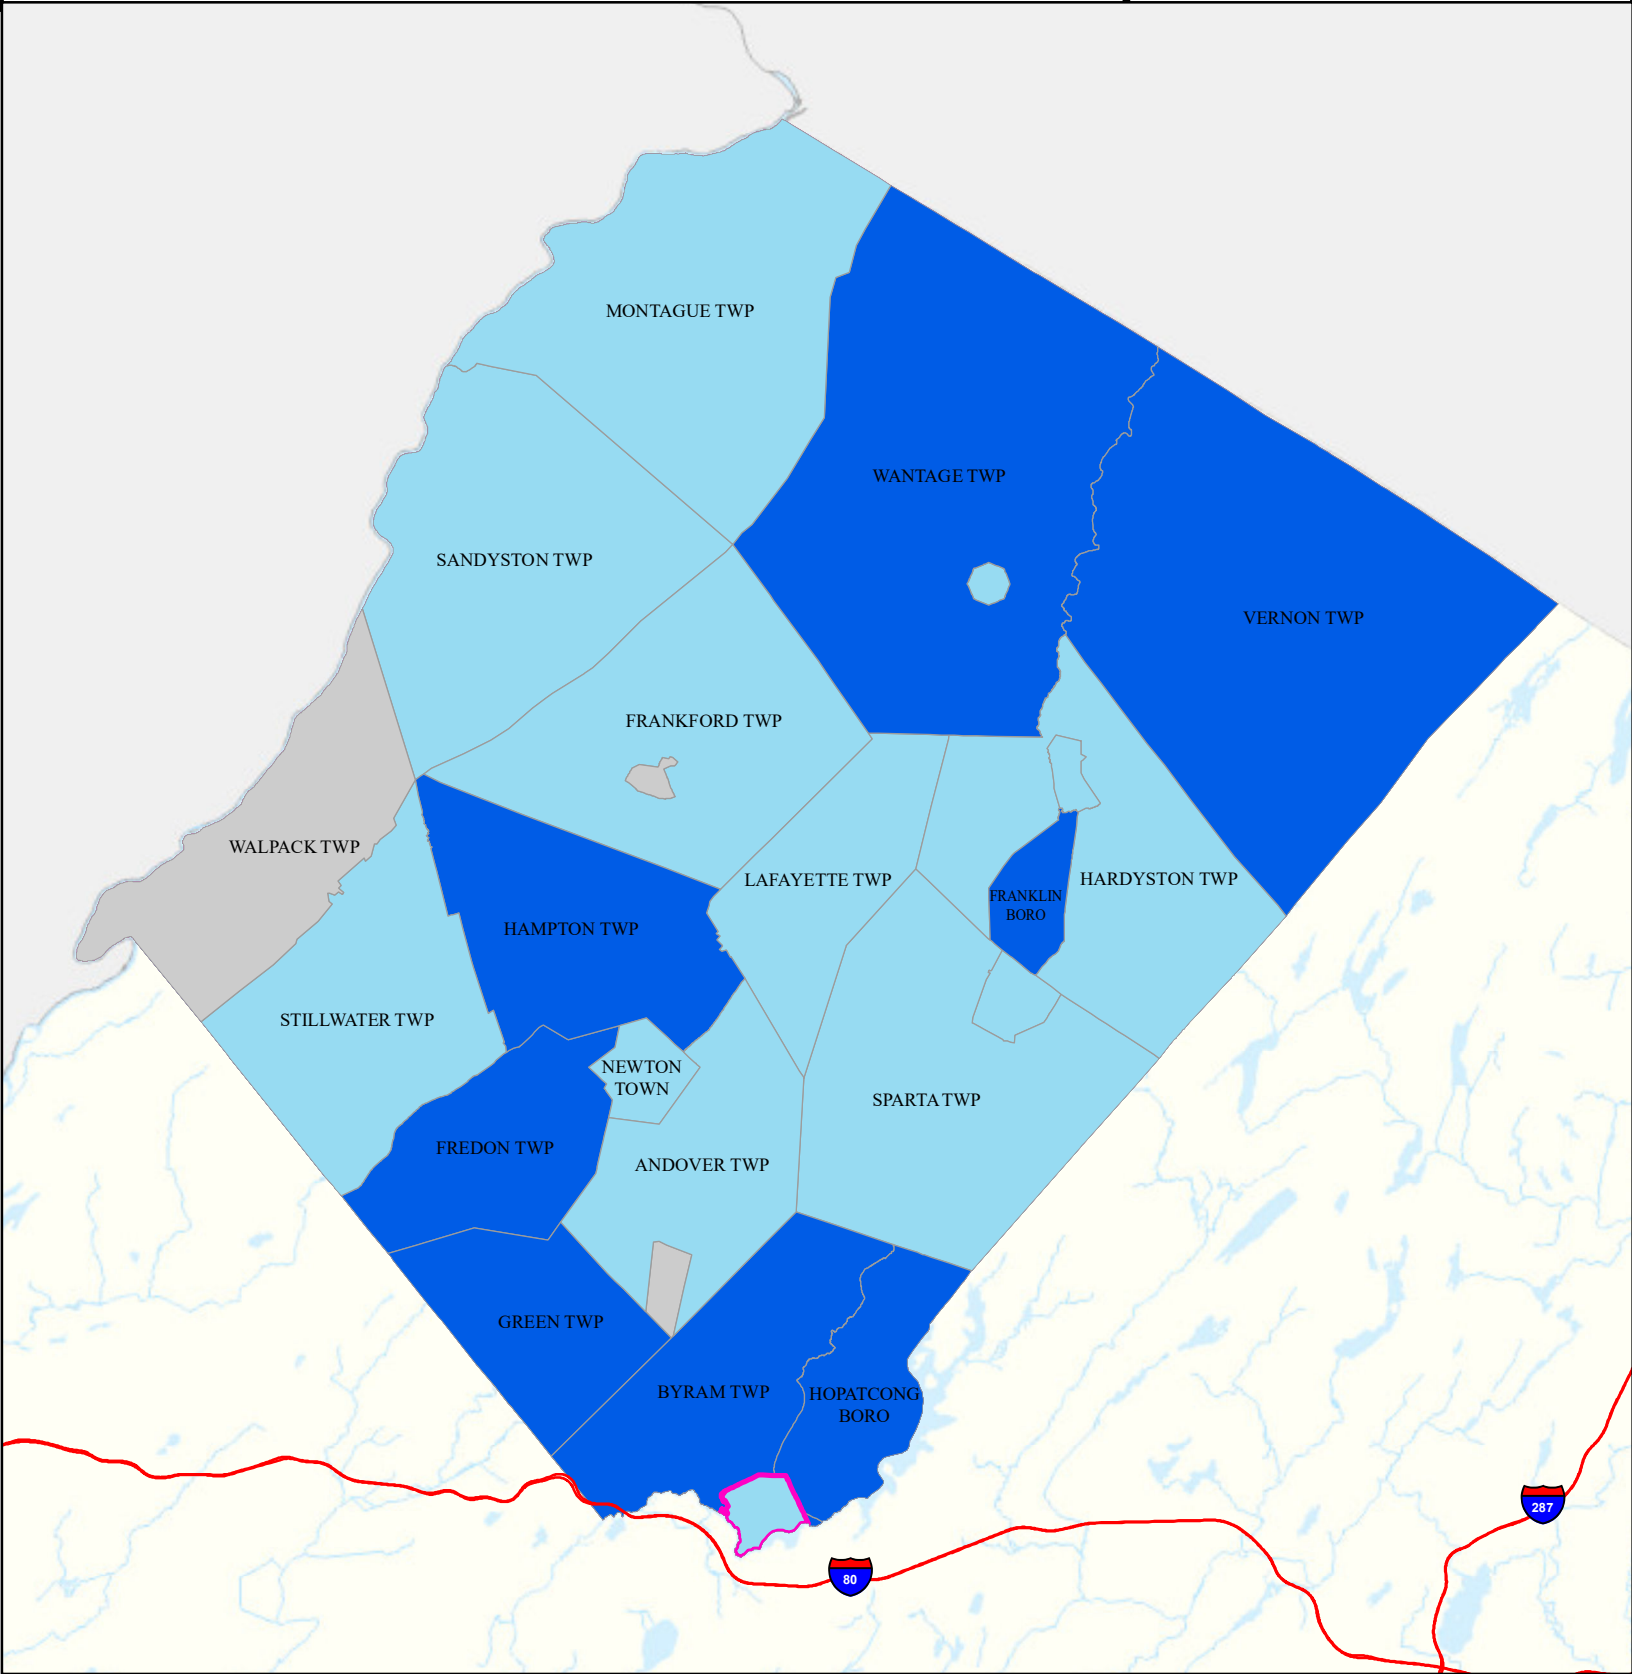 MONTAGUE TWP
WANTAGE TWP
SANDYSTON TWP
VERNON TWP
FRANKFORD TWP
WALPACK TWP
LAFAYETTE TWP
HARDYSTON TWP
FRANKLIN
BORO
HAMPTON TWP
STILLWATER TWP
NEWTON
TOWN
SPARTA TWP
FREDON TWP
ANDOVER TWP
GREEN TWP
BYRAM TWP
HOPATCONG
BORO
287
80